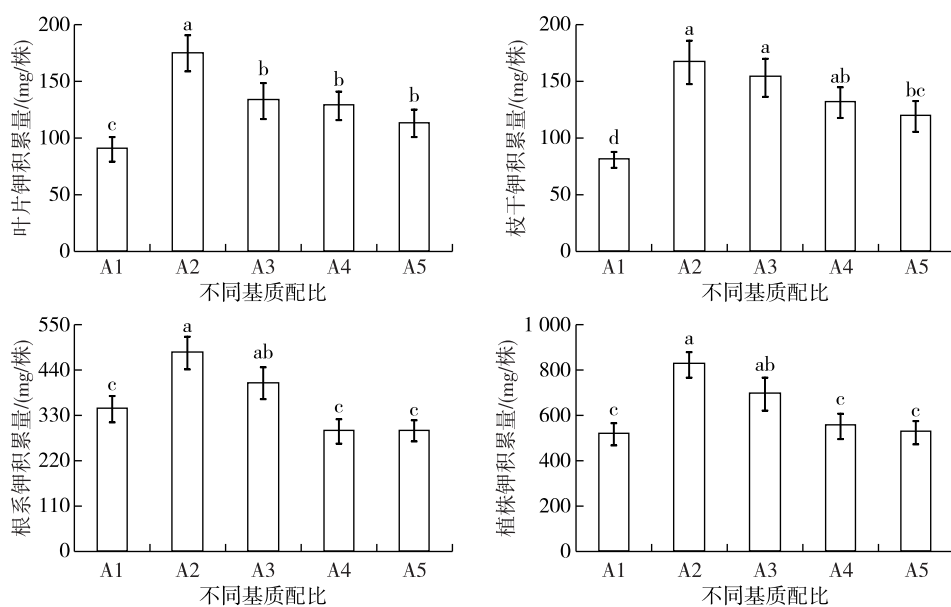 叶片钾积累量/(mg/株)
200
150
100
50
0
c
a
b
b
b
A1 A2 A3 A4 A5
不同基质配比
枝干钾积累量/(mg/株)
200
150
100
50
0
d
a
a
ab
bc
A1 A2 A3 A4 A5
不同基质配比
根系钾积累量/(mg/株)
550
440
330
220
110
0
c
a
ab
c
c
A1 A2 A3 A4 A5
不同基质配比
植株钾积累量/(mg/株)
1 000
800
600
400
200
0
c
a
ab
c
c
A1 A2 A3 A4 A5
不同基质配比